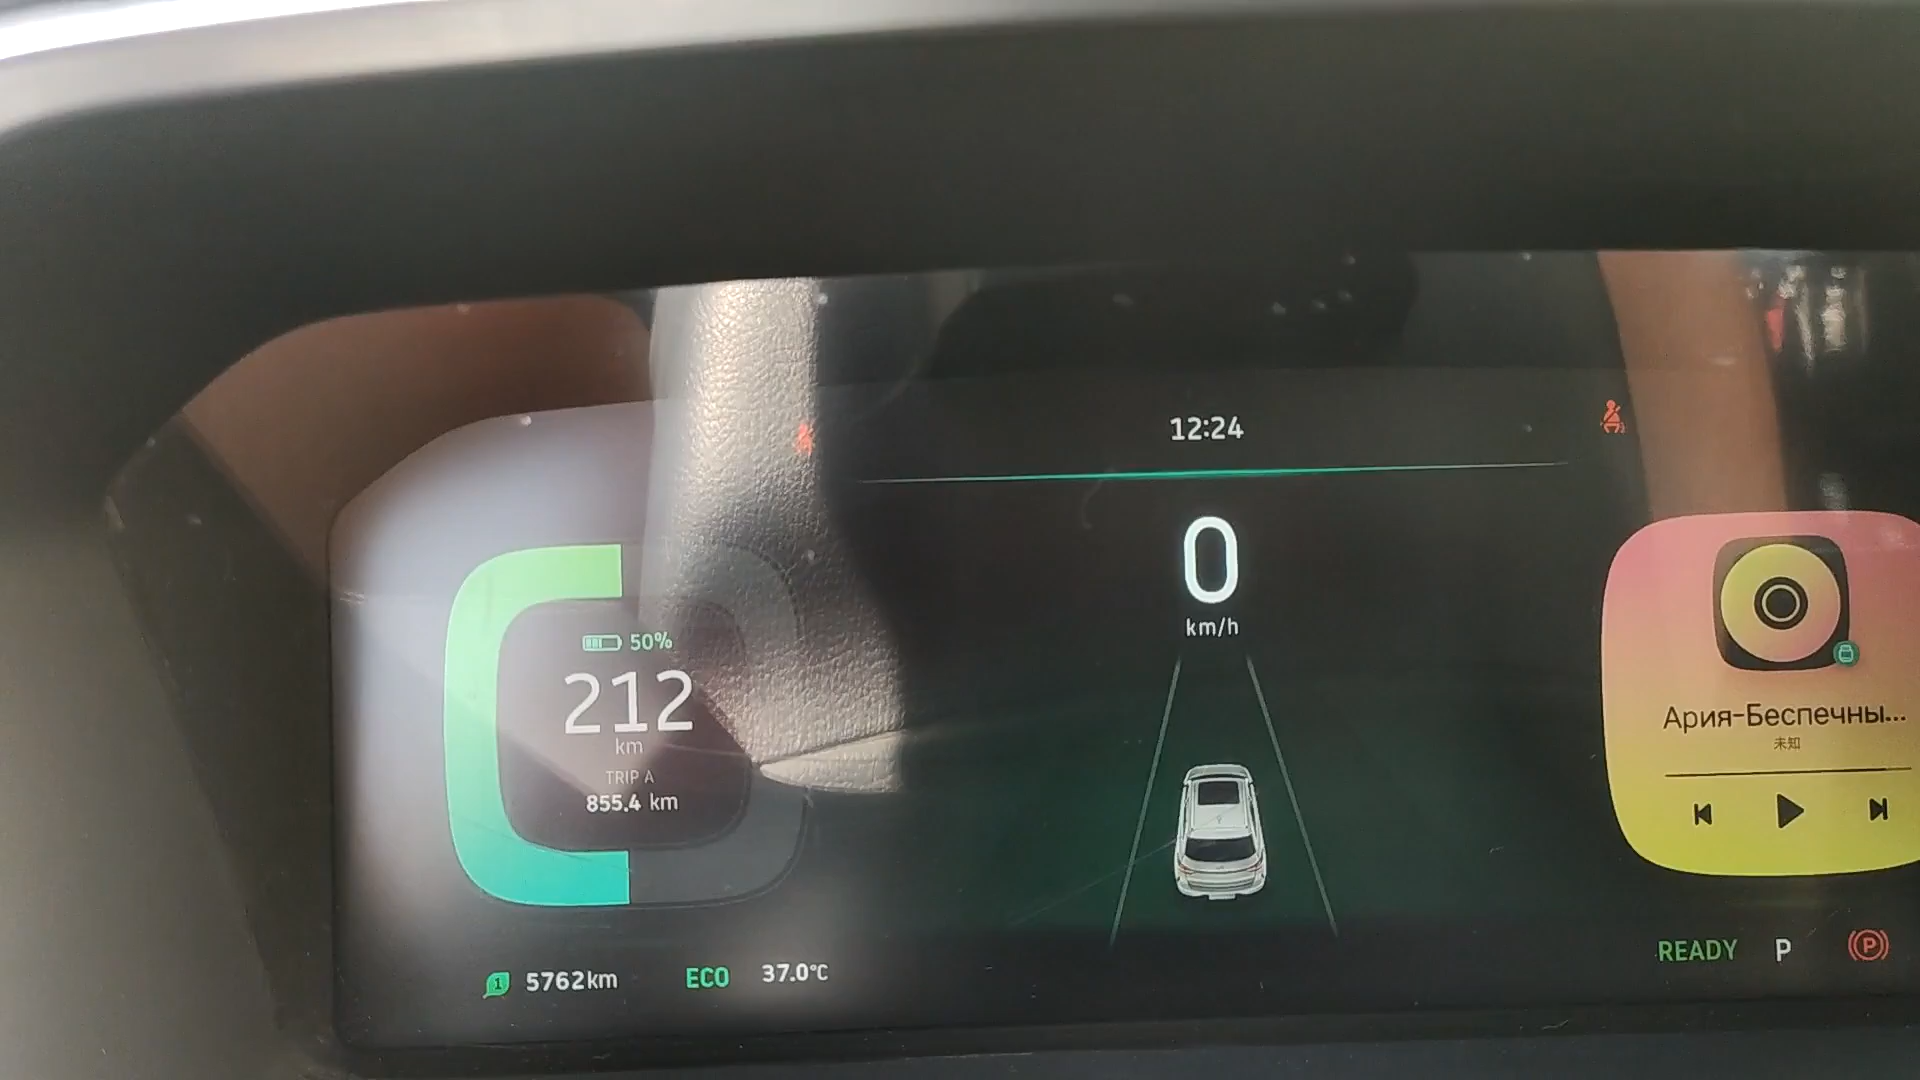 12:24
0
km/h
50%
212
km
TRIP A
855.4 km
Ария-Беспечны...
未知
READY P
1 5762km ECO 37.0°C